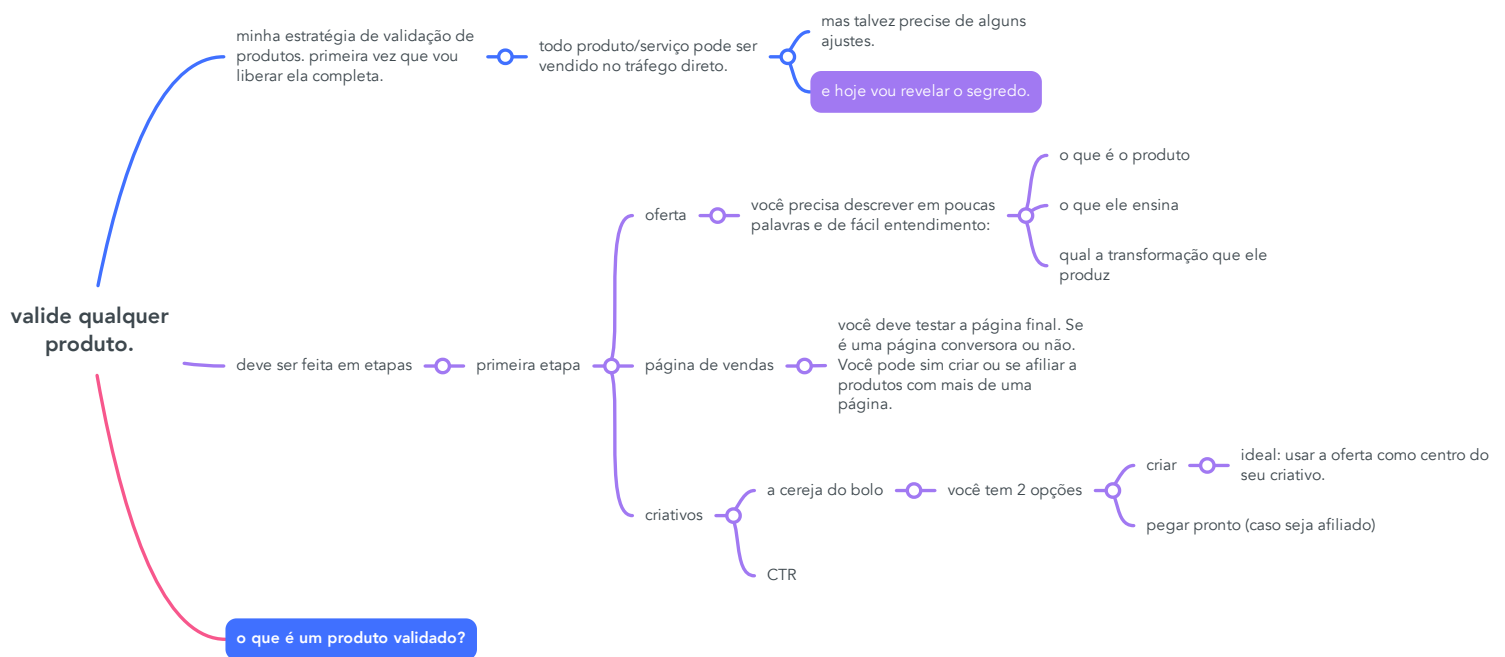 minha estratégia de validação de
produtos. primeira vez que vou
liberar ela completa.
todo produto/serviço pode ser
vendido no tráfego direto.
mas talvez precise de alguns
ajustes.
e hoje vou revelar o segredo.
valide qualquer
produto.
deve ser feita em etapas
primeira etapa
oferta
você precisa descrever em poucas
palavras e de fácil entendimento:
o que é o produto
o que ele ensina
qual a transformação que ele
produz
página de vendas
você deve testar a página final. Se
é uma página conversora ou não.
Você pode sim criar ou se afiliar a
produtos com mais de uma
página.
criativos
a cereja do bolo
você tem 2 opções
criar
ideal: usar a oferta como centro do
seu criativo.
pegar pronto (caso seja afiliado)
CTR
o que é um produto validado?